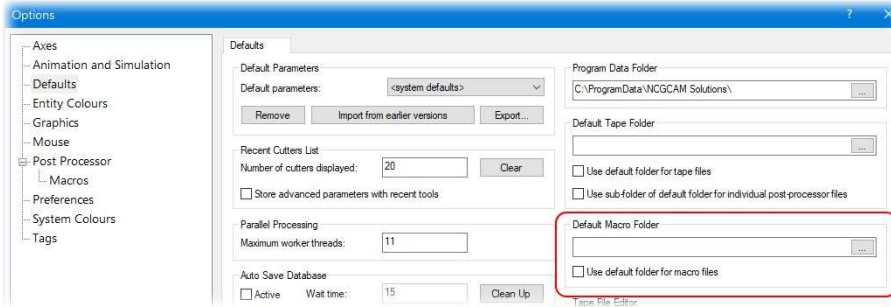 Options
?
Axes
Animation and Simulation
Defaults
Entity Colours
Graphics
Mouse
Post Processor
Macros
Preferences
System Colours
Tags
Defaults
Default Parameters
Default parameters: <system defaults>
Remove Import from earlier versions Export...
Recent Cutters List
Number of cutters displayed: 20 Clear
Store advanced parameters with recent tools
Parallel Processing
Maximum worker threads: 11
Auto Save Database
Active Wait time: 15 Clean Up
Program Data Folder
C:\ProgramData\NCGCAM Solutions\ ...
Default Tape Folder
...
Use default folder for tape files
Use sub-folder of default folder for individual post-processor files
Default Macro Folder
...
Use default folder for macro files
Tape File Editor